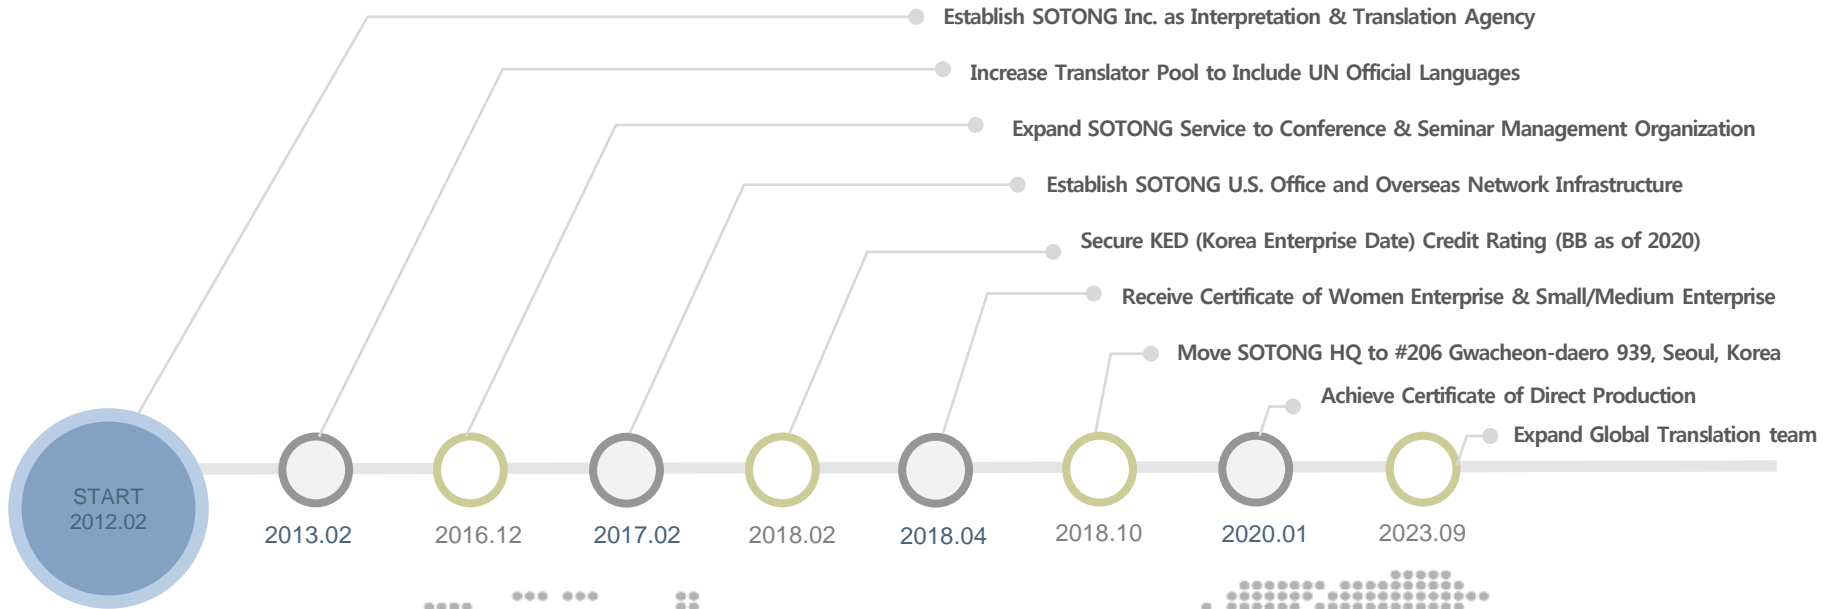 Establish SOTONG Inc. as Interpretation & Translation Agency
Increase Translator Pool to Include UN Official Languages
Expand SOTONG Service to Conference & Seminar Management Organization
Establish SOTONG U.S. Office and Overseas Network Infrastructure
Secure KED (Korea Enterprise Date) Credit Rating (BB as of 2020)
Receive Certificate of Women Enterprise & Small/Medium Enterprise
Move SOTONG HQ to #206 Gwacheon-daero 939, Seoul, Korea
Achieve Certificate of Direct Production
Expand Global Translation team
START
2012.02
2013.02
2016.12
2017.02
2018.02
2018.04
2018.10
2020.01
2023.09